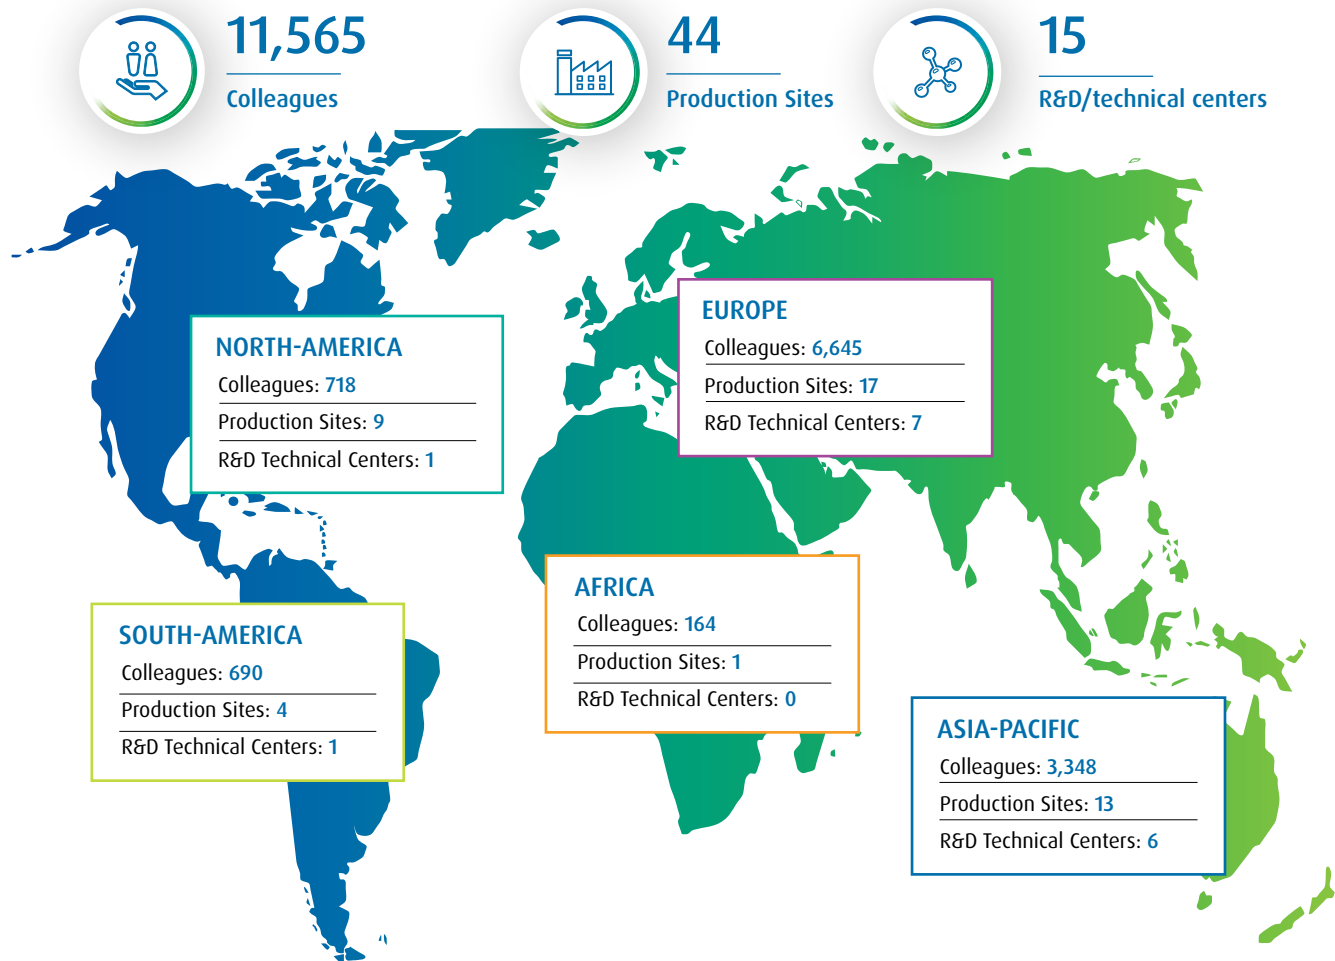 11,565
Colleagues
44
Production Sites
15
R&D/technical centers
NORTH-AMERICA
Colleagues: 718
Production Sites: 9
R&D Technical Centers: 1
EUROPE
Colleagues: 6,645
Production Sites: 17
R&D Technical Centers: 7
SOUTH-AMERICA
Colleagues: 690
Production Sites: 4
R&D Technical Centers: 1
AFRICA
Colleagues: 164
Production Sites: 1
R&D Technical Centers: 0
ASIA-PACIFIC
Colleagues: 3,348
Production Sites: 13
R&D Technical Centers: 6